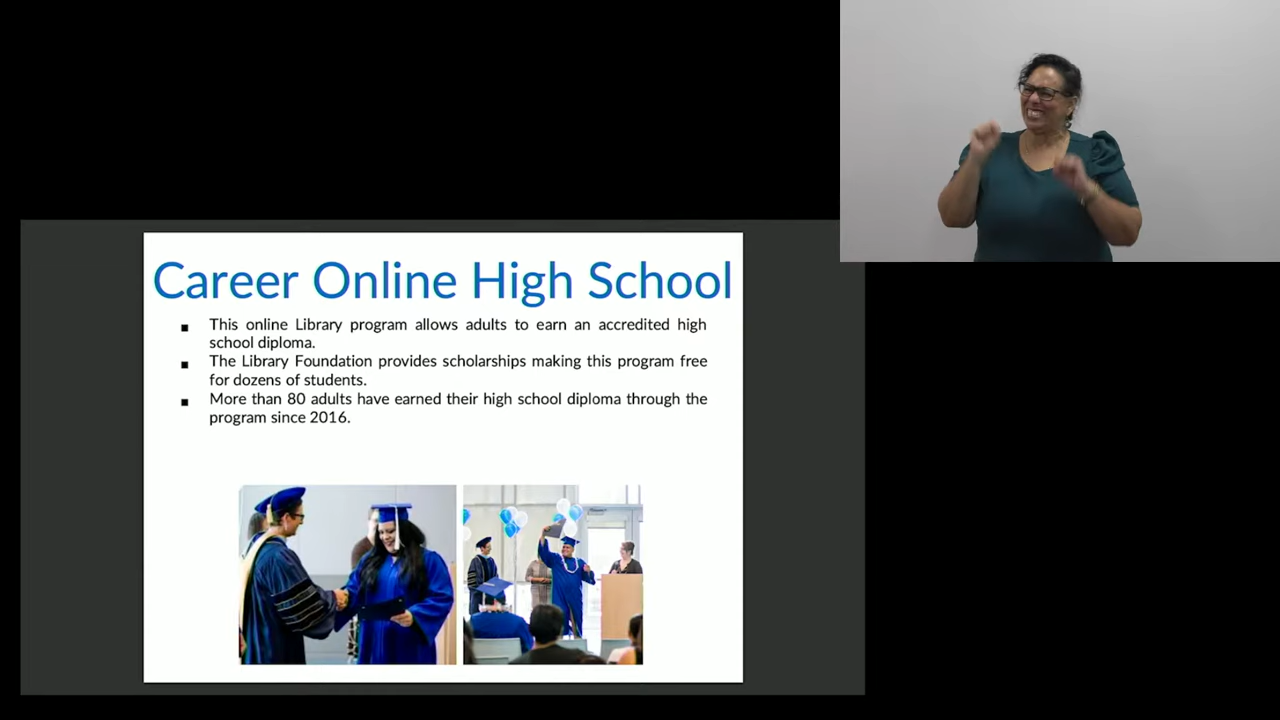 Career Online High School
▪ This online Library program allows adults to earn an accredited high
school diploma.
▪ The Library Foundation provides scholarships making this program free
for dozens of students.
▪ More than 80 adults have earned their high school diploma through the
program since 2016.